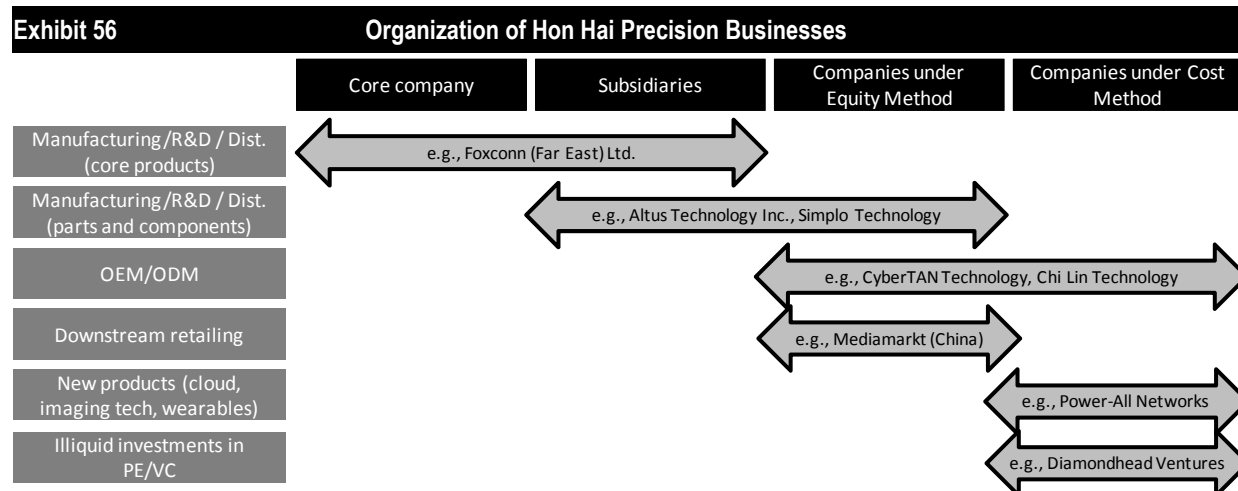 Exhibit 56 Organization of Hon Hai Precision Businesses
Core company
Subsidiaries
Companies under
Equity Method
Companies under Cost
Method
Manufacturing/R&D / Dist.
(core products)
e.g., Foxconn (Far East) Ltd.
Manufacturing/R&D / Dist.
(parts and components)
e.g., Altus Technology Inc., Simplo Technology
OEM/ODM
e.g., CyberTAN Technology, Chi Lin Technology
Downstream retailing
e.g., Mediamarkt (China)
New products (cloud,
imaging tech, wearables)
e.g., Power-All Networks
Illiquid investments in
PE/VC
e.g., Diamondhead Ventures